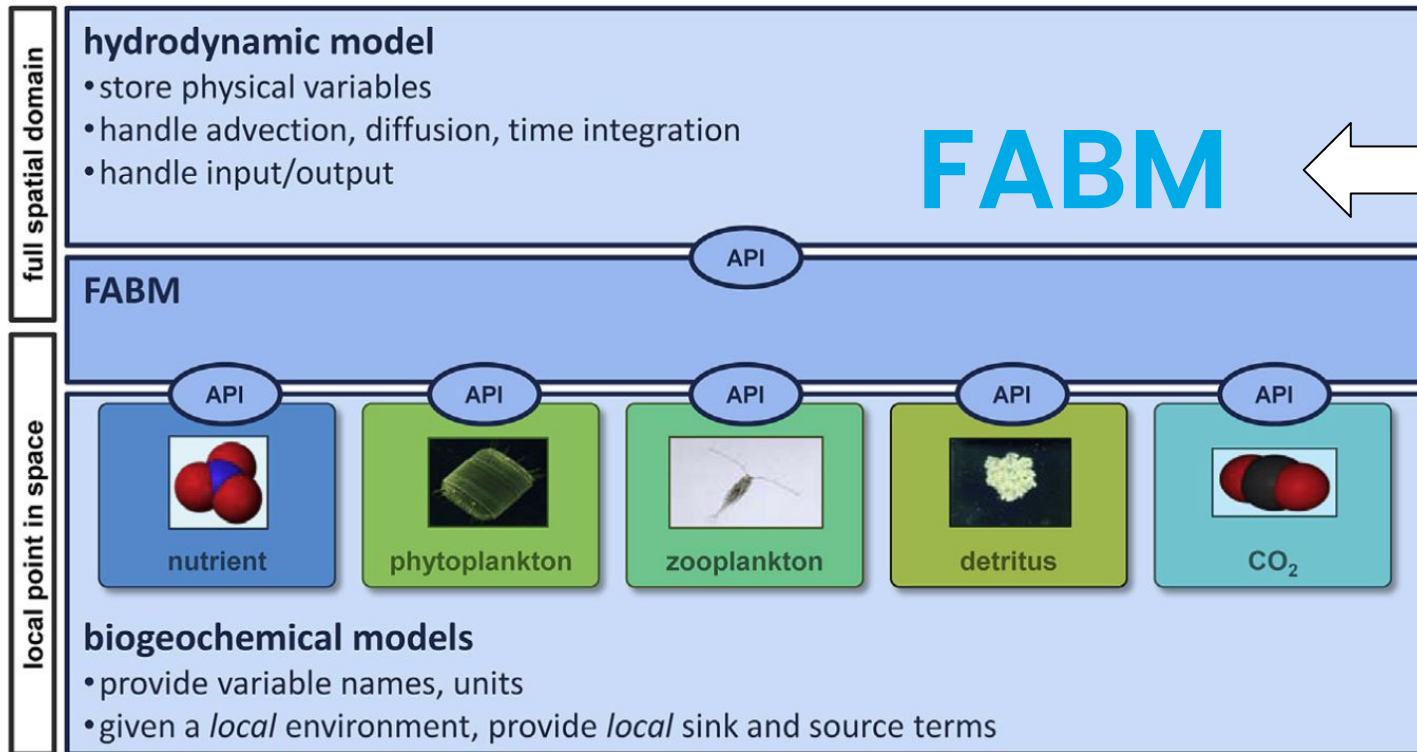 full spatial domain
hydrodynamic model
•store physical variables
•handle advection, diffusion, time integration
•handle input/output
FABM
API
FABM
API
API
API
API
API
local point in space
nutrient
phytoplankton
zooplankton
detritus
CO₂
biogeochemical models
•provide variable names, units
•given a local environment, provide local sink and source terms